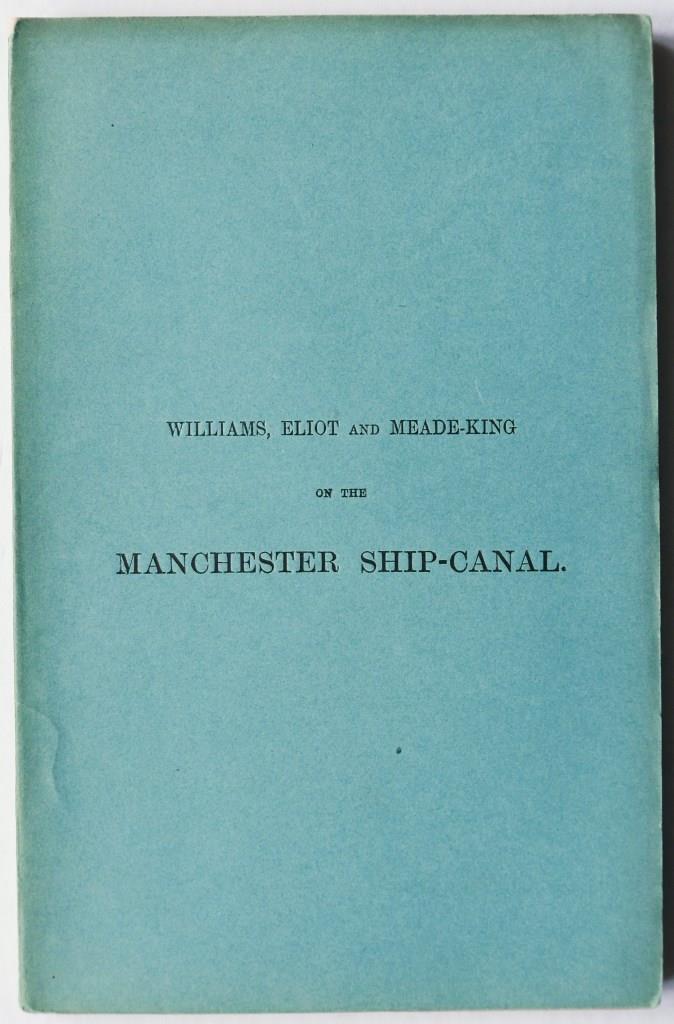 WILLIAMS, ELIOT AND MEADE-KING
ON THE
MANCHESTER SHIP-CANAL.